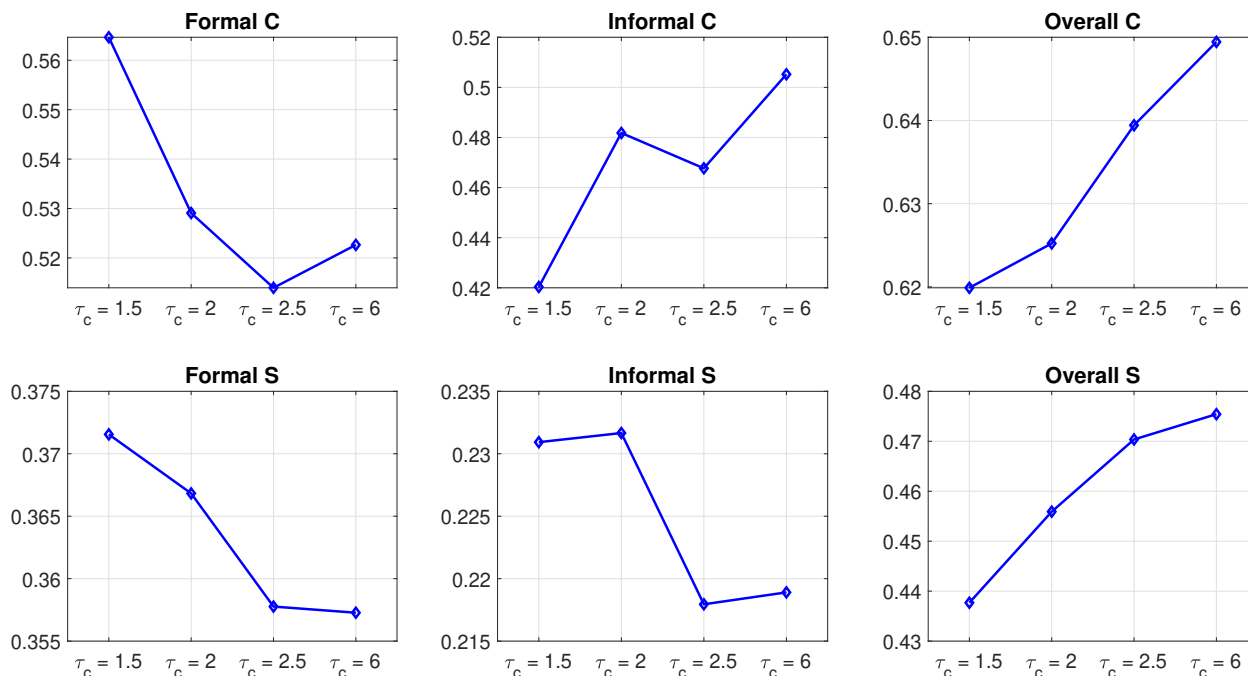 Formal C
0.56
0.55
0.54
0.53
0.52
τc = 1.5 τc = 2 τc = 2.5 τc = 6
Informal C
0.52
0.5
0.48
0.46
0.44
0.42
τc = 1.5 τc = 2 τc = 2.5 τc = 6
Overall C
0.65
0.64
0.63
0.62
τc = 1.5 τc = 2 τc = 2.5 τc = 6
Formal S
0.375
0.37
0.365
0.36
0.355
τc = 1.5 τc = 2 τc = 2.5 τc = 6
Informal S
0.235
0.23
0.225
0.22
0.215
τc = 1.5 τc = 2 τc = 2.5 τc = 6
Overall S
0.48
0.47
0.46
0.45
0.44
0.43
τc = 1.5 τc = 2 τc = 2.5 τc = 6